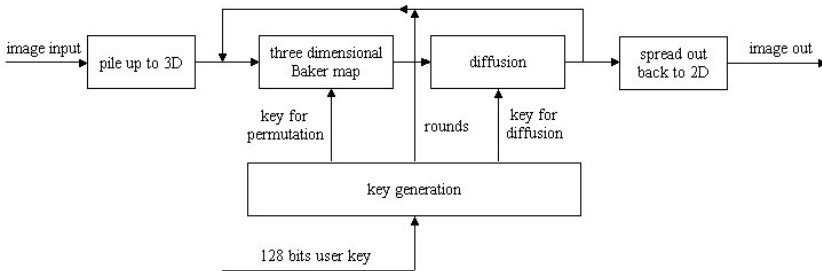 image input
pile up to 3D
three dimensional
Baker map
diffusion
spread out
back to 2D
image out
key for
permutation
rounds
key for
diffusion
key generation
128 bits user key